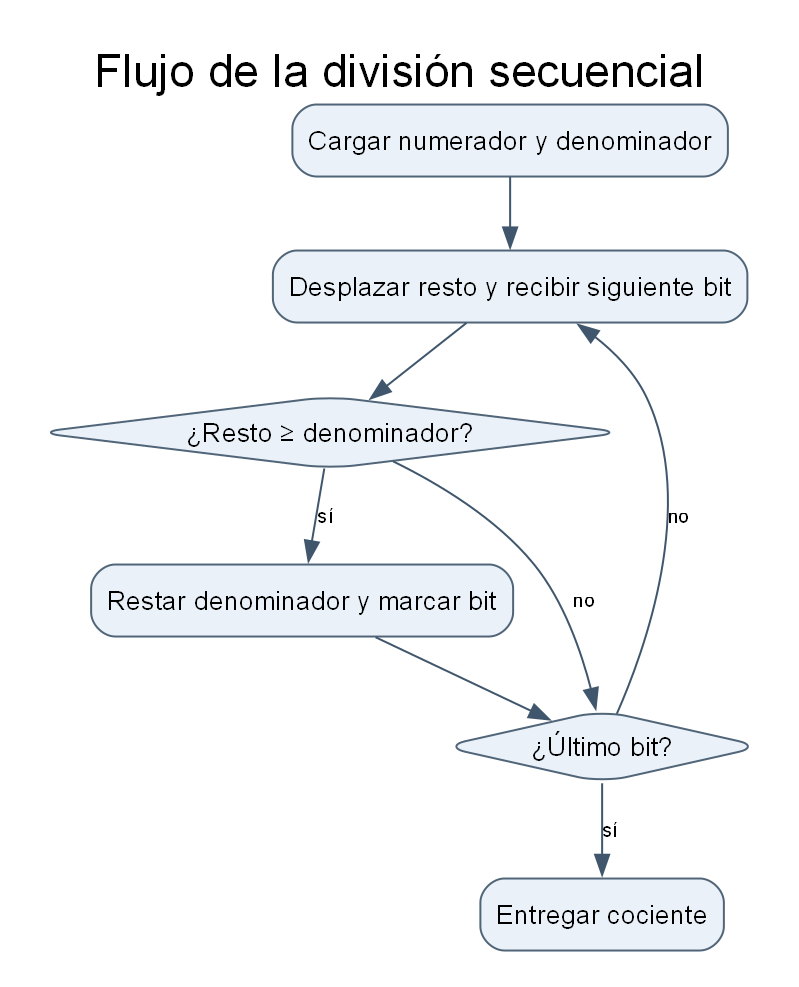 Flujo de la división secuencial
Cargar numerador y denominador
Desplazar resto y recibir siguiente bit
¿Resto ≥ denominador?
sí
no
Restar denominador y marcar bit
no
¿Último bit?
sí
Entregar cociente